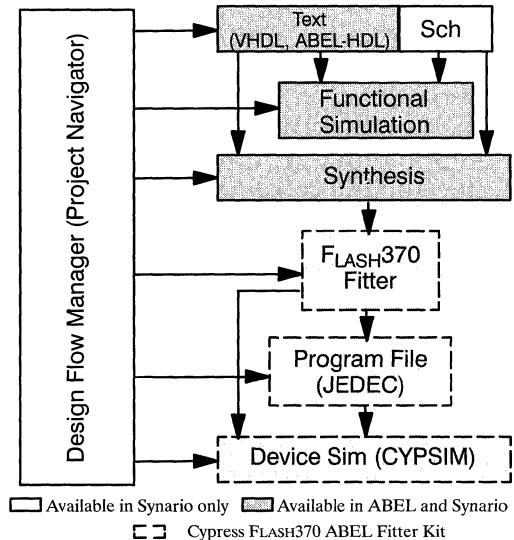 Design Flow Manager (Project Navigator)
Text
(VHDL, ABEL-HDL)
Sch
Functional
Simulation
Synthesis
FLASH370
Fitter
Program File
(JEDEC)
Device Sim (CYPSIM)
Available in Synario only
Available in ABEL and Synario
Cypress FLASH370 ABEL Fitter Kit